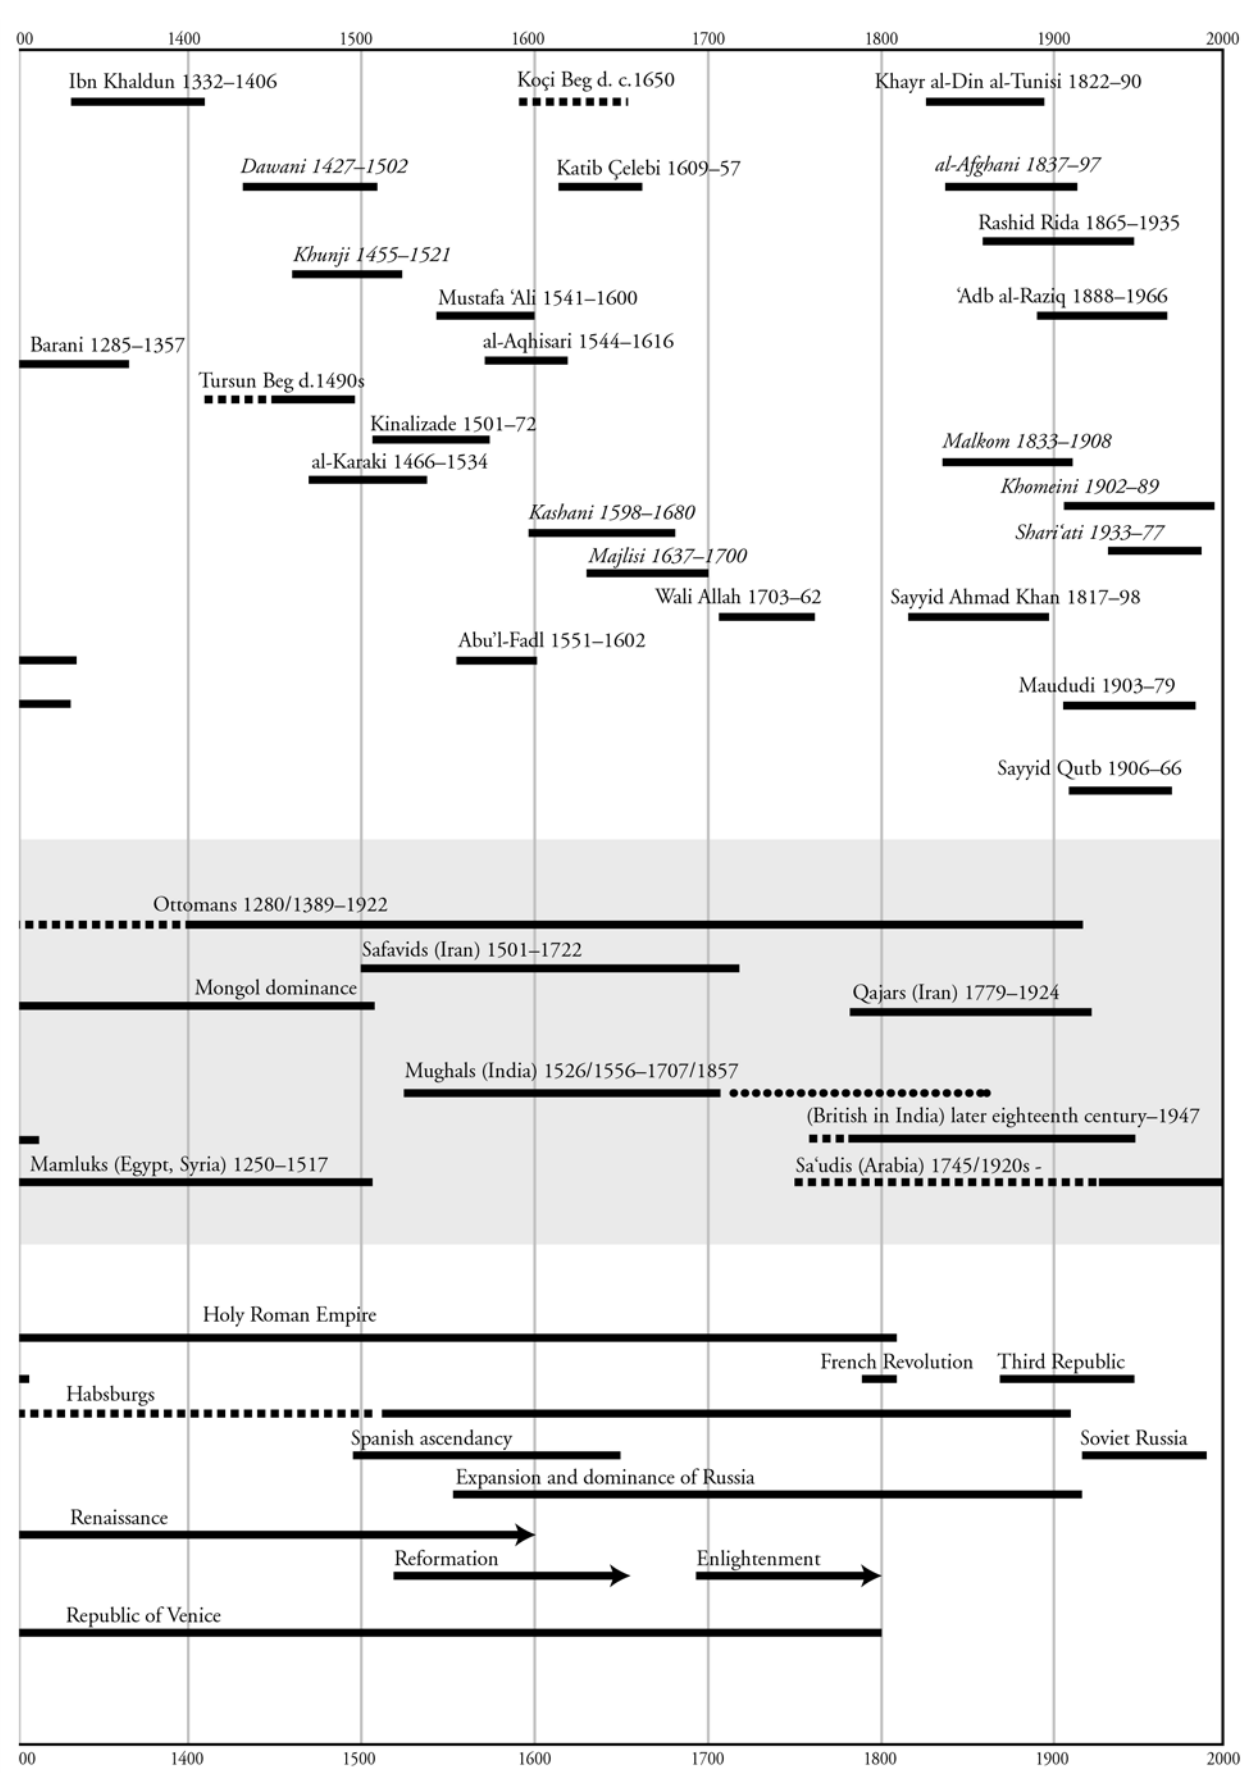 00 1400 1500 1600 1700 1800 1900 2000
Ibn Khaldun 1332–1406
Koçi Beg d. c.1650
Khayr al-Din al-Tunisi 1822–90
Dawani 1427–1502
Katib Çelebi 1609–57
al-Afghani 1837–97
Rashid Rida 1865–1935
Khunji 1455–1521
Mustafa ‘Ali 1541–1600
‘Adb al-Raziq 1888–1966
Barani 1285–1357
al-Aqhisari 1544–1616
Tursun Beg d.1490s
Kinalizade 1501–72
Malkom 1833–1908
al-Karaki 1466–1534
Khomeini 1902–89
Kashani 1598–1680
Shari‘ati 1933–77
Majlisi 1637–1700
Wali Allah 1703–62
Sayyid Ahmad Khan 1817–98
Abu’l-Fadl 1551–1602
Maududi 1903–79
Sayyid Qutb 1906–66
Ottomans 1280/1389–1922
Safavids (Iran) 1501–1722
Mongol dominance
Qajars (Iran) 1779–1924
Mughals (India) 1526/1556–1707/1857
(British in India) later eighteenth century–1947
Mamluks (Egypt, Syria) 1250–1517
Sa‘udis (Arabia) 1745/1920s -
Holy Roman Empire
French Revolution
Third Republic
Habsburgs
Spanish ascendancy
Soviet Russia
Expansion and dominance of Russia
Renaissance
Reformation
Enlightenment
Republic of Venice
00 1400 1500 1600 1700 1800 1900 2000